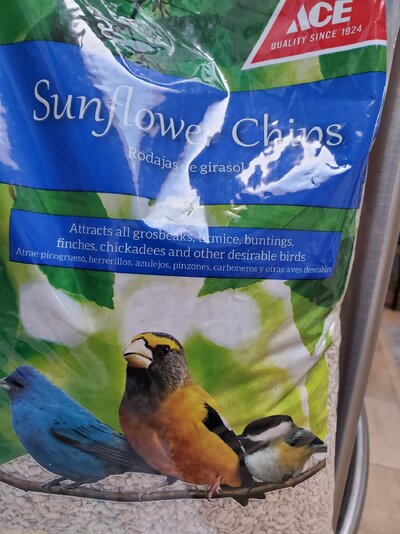 ACE
QUALITY SINCE 1924
Sunflower Chips
Rodajas de girasol
Attracts all grosbeaks, titmice, buntings,
finches, chickadees and other desirable birds
Atrae picogrueso, herrerillos, azulejos, pinzones, carboneros y otras aves deseables